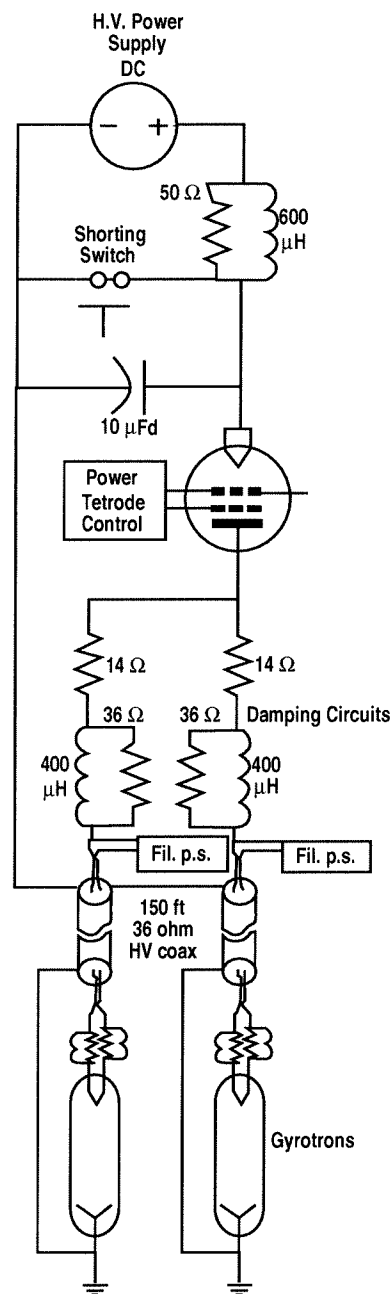 H.V. Power
Supply
DC
− +
50 Ω
600
μH
Shorting
Switch
10 μFd
Power
Tetrode
Control
14 Ω
14 Ω
36 Ω
36 Ω
Damping Circuits
400
μH
400
μH
Fil. p.s.
Fil. p.s.
150 ft
36 ohm
HV coax
Gyrotrons